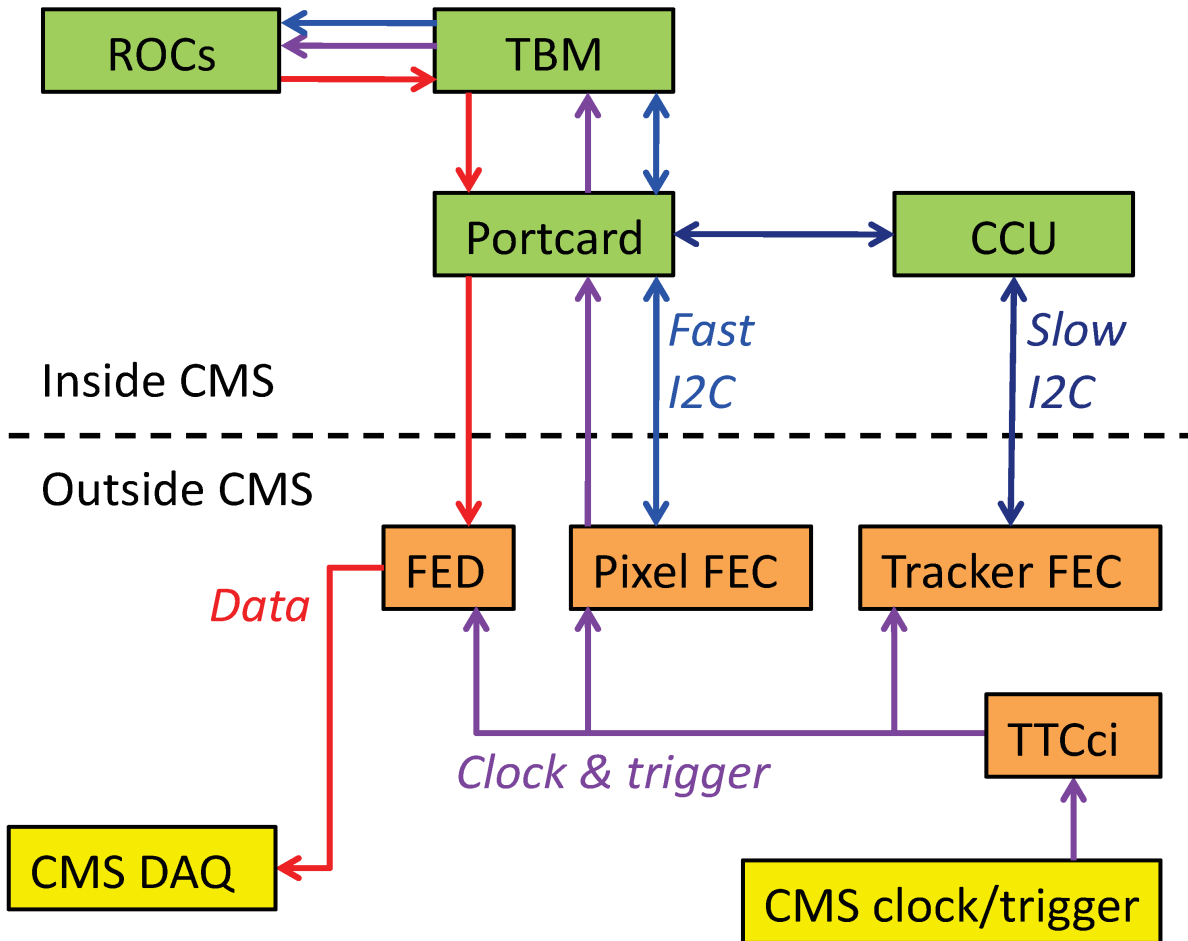 ROCs
TBM
Portcard
CCU
Fast
I2C
Slow
I2C
Inside CMS
Outside CMS
FED
Pixel FEC
Tracker FEC
Data
TTCci
Clock & trigger
CMS DAQ
CMS clock/trigger